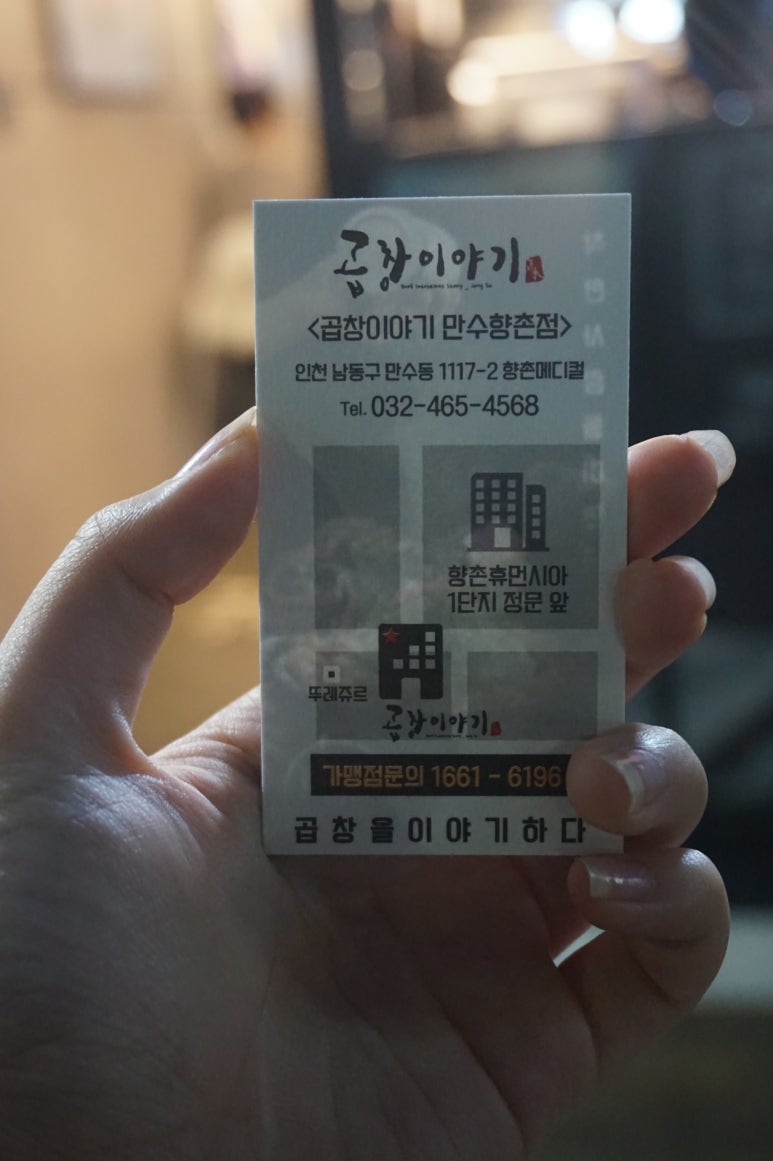 곱창이야기
<곱창이야기 만수향촌점>
인천 남동구 만수동 1117-2 향촌메디컬
Tel. 032-465-4568
향촌휴먼시아
1단지 정문 앞
뚜레쥬르
곱창이야기
가맹점문의 1661 - 6196
곱창을이야기하다